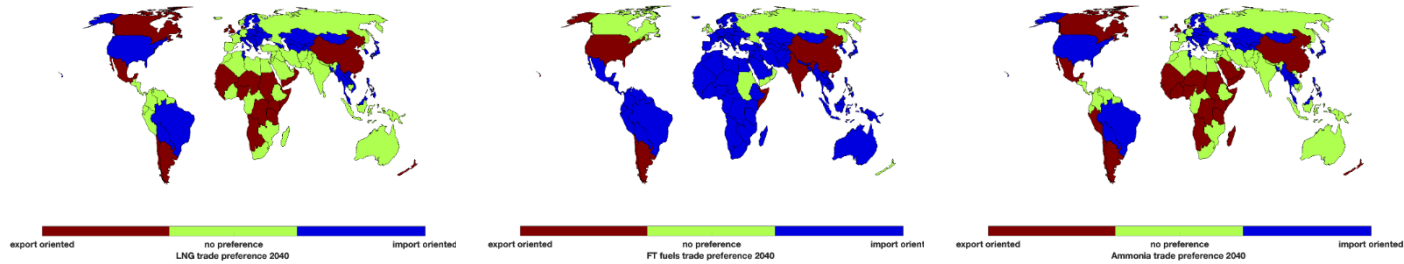 export oriented no preference import oriented
LNG trade preference 2040
export oriented no preference import oriented
FT fuels trade preference 2040
export oriented no preference import oriented
Ammonia trade preference 2040